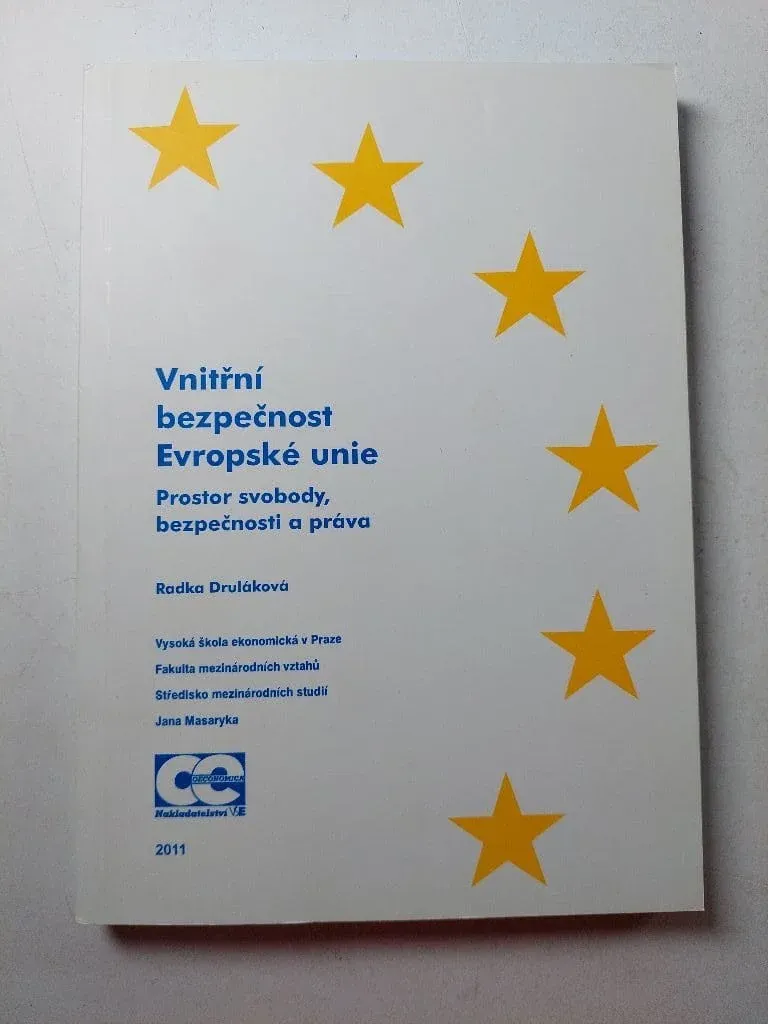 Vnitřní
bezpečnost
Evropské unie
Prostor svobody,
bezpečnosti a práva
Radka Druláková
Vysoká škola ekonomická v Praze
Fakulta mezinárodních vztahů
Středisko mezinárodních studií
Jana Masaryka
ce
OECONOMICA
Nakladatelství VŠE
2011